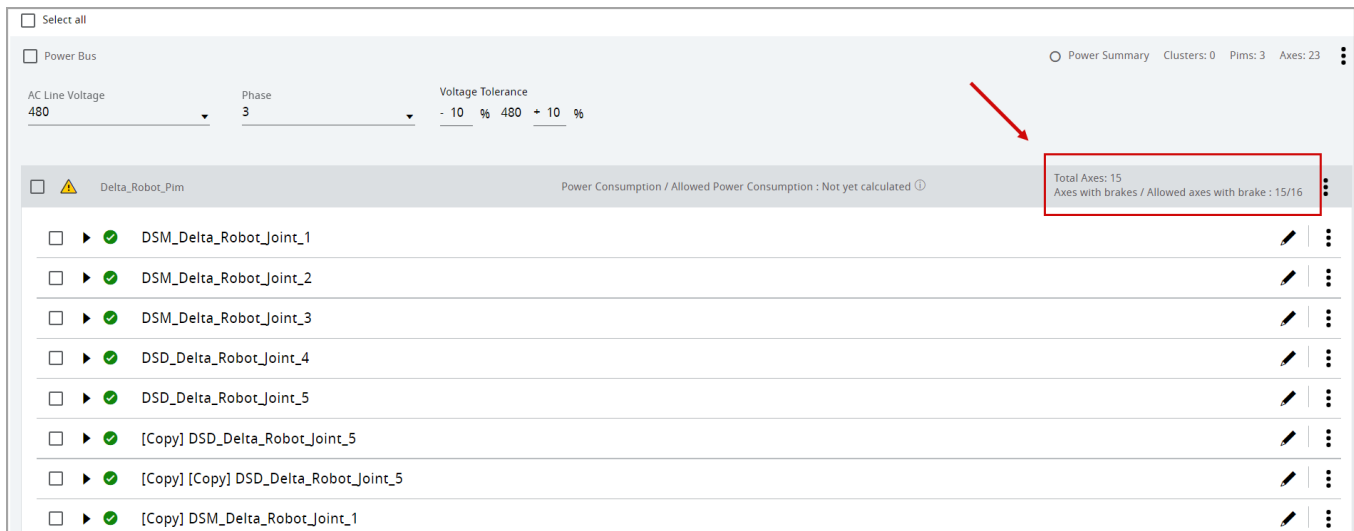 Select all
Power Bus
Power Summary Clusters: 0 Pims: 3 Axes: 23
AC Line Voltage
480
Phase
3
Voltage Tolerance
- 10 % 480 + 10 %
Delta_Robot_Pim
Power Consumption / Allowed Power Consumption : Not yet calculated ⓘ
Total Axes: 15
Axes with brakes / Allowed axes with brake : 15/16
DSM_Delta_Robot_Joint_1
DSM_Delta_Robot_Joint_2
DSM_Delta_Robot_Joint_3
DSD_Delta_Robot_Joint_4
DSD_Delta_Robot_Joint_5
[Copy] DSD_Delta_Robot_Joint_5
[Copy] [Copy] DSD_Delta_Robot_Joint_5
[Copy] DSM_Delta_Robot_Joint_1